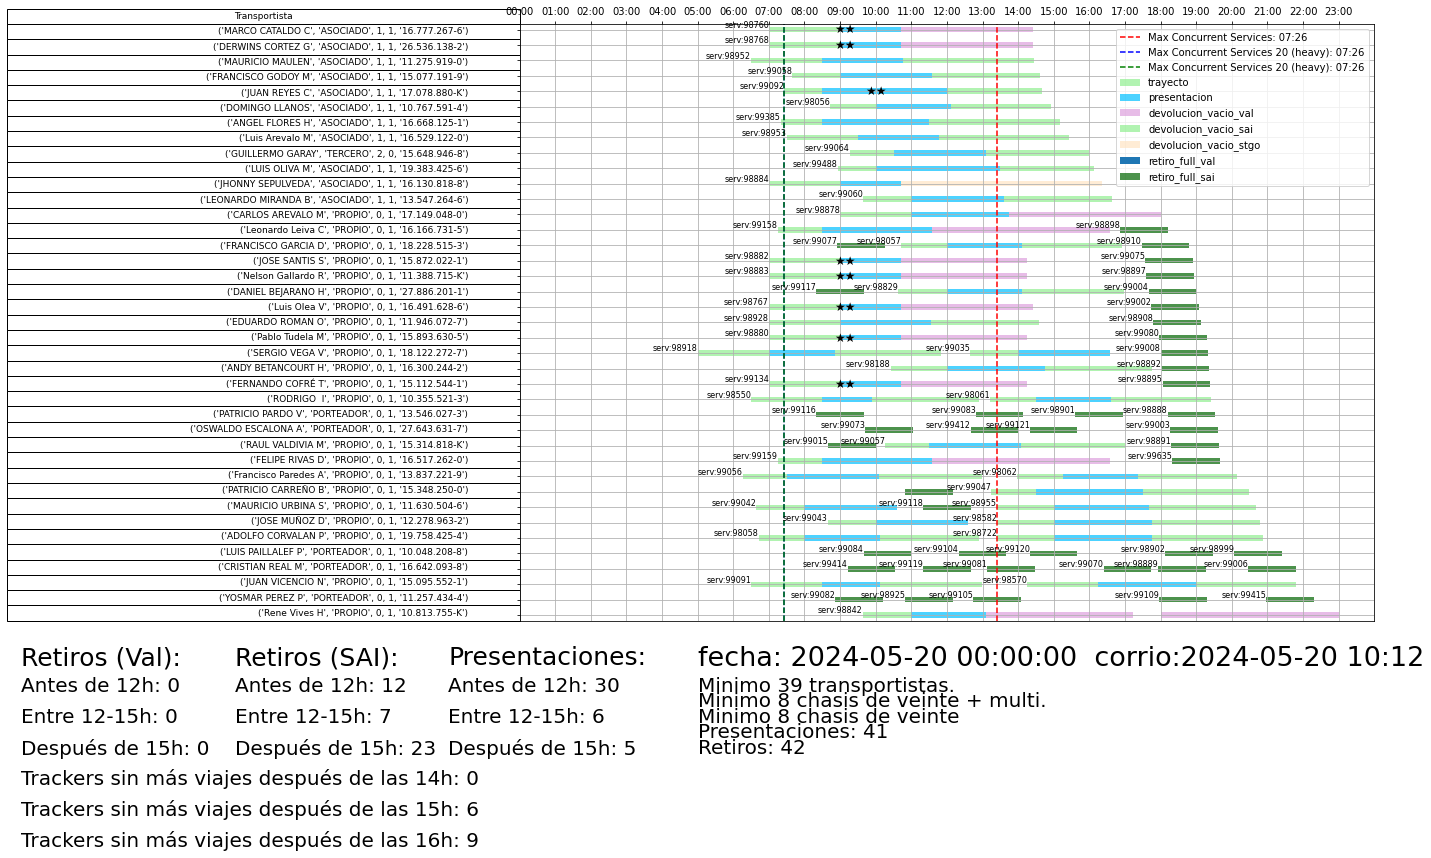 Transportista
00:00 01:00 02:00 03:00 04:00 05:00 06:00 07:00 08:00 09:00 10:00 11:00 12:00 13:00 14:00 15:00 16:00 17:00 18:00 19:00 20:00 21:00 22:00 23:00
('MARCO CATALDO C', 'ASOCIADO', 1, 1, '16.777.267-6') serv:98760
('DERWINS CORTEZ G', 'ASOCIADO', 1, 1, '26.536.138-2') serv:98768
('MAURICIO MAULEN', 'ASOCIADO', 1, 1, '11.275.919-0') serv:98952
('FRANCISCO GODOY M', 'ASOCIADO', 1, 1, '15.077.191-9') serv:99058
('JUAN REYES C', 'ASOCIADO', 1, 1, '17.078.880-K') serv:99092
('DOMINGO LLANOS', 'ASOCIADO', 1, 1, '10.767.591-4') serv:98056
('ANGEL FLORES H', 'ASOCIADO', 1, 1, '16.668.125-1') serv:99385
('Luis Arevalo M', 'ASOCIADO', 1, 1, '16.529.122-0') serv:98953
('GUILLERMO GARAY', 'TERCERO', 2, 0, '15.648.946-8') serv:99064
('LUIS OLIVA M', 'ASOCIADO', 1, 1, '19.383.425-6') serv:99488
('JHONNY SEPULVEDA', 'ASOCIADO', 1, 1, '16.130.818-8') serv:98884
('LEONARDO MIRANDA B', 'ASOCIADO', 1, 1, '13.547.264-6') serv:99060
('CARLOS AREVALO M', 'PROPIO', 0, 1, '17.149.048-0') serv:98878
('Leonardo Leiva C', 'PROPIO', 0, 1, '16.166.731-5') serv:99158 serv:98898
('FRANCISCO GARCIA D', 'PROPIO', 0, 1, '18.228.515-3') serv:99077 serv:98057 serv:98910
('JOSE SANTIS S', 'PROPIO', 0, 1, '15.872.022-1') serv:98882 serv:99075
('Nelson Gallardo R', 'PROPIO', 0, 1, '11.388.715-K') serv:98883 serv:98897
('DANIEL BEJARANO H', 'PROPIO', 0, 1, '27.886.201-1') serv:99117 serv:98829 serv:99004
('Luis Olea V', 'PROPIO', 0, 1, '16.491.628-6') serv:98767 serv:99002
('EDUARDO ROMAN O', 'PROPIO', 0, 1, '11.946.072-7') serv:98928 serv:98908
('Pablo Tudela M', 'PROPIO', 0, 1, '15.893.630-5') serv:98880 serv:99080
('SERGIO VEGA V', 'PROPIO', 0, 1, '18.122.272-7') serv:98918 serv:99035 serv:99008
('ANDY BETANCOURT H', 'PROPIO', 0, 1, '16.300.244-2') serv:98188 serv:98892
('FERNANDO COFRÉ T', 'PROPIO', 0, 1, '15.112.544-1') serv:99134 serv:98895
('RODRIGO  I', 'PROPIO', 0, 1, '10.355.521-3') serv:98550 serv:98061
('PATRICIO PARDO V', 'PORTEADOR', 0, 1, '13.546.027-3') serv:99116 serv:99083 serv:98901 serv:98888
('OSWALDO ESCALONA A', 'PORTEADOR', 0, 1, '27.643.631-7') serv:99073 serv:99412 serv:99121 serv:99003
('RAUL VALDIVIA M', 'PROPIO', 0, 1, '15.314.818-K') serv:99015 serv:99057 serv:98891
('FELIPE RIVAS D', 'PROPIO', 0, 1, '16.517.262-0') serv:99159 serv:99635
('Francisco Paredes A', 'PROPIO', 0, 1, '13.837.221-9') serv:99056 serv:98062
('PATRICIO CARREÑO B', 'PROPIO', 0, 1, '15.348.250-0') serv:99047
('MAURICIO URBINA S', 'PROPIO', 0, 1, '11.630.504-6') serv:99042 serv:99118 serv:98955
('JOSE MUÑOZ D', 'PROPIO', 0, 1, '12.278.963-2') serv:99043 serv:98582
('ADOLFO CORVALAN P', 'PROPIO', 0, 1, '19.758.425-4') serv:98058 serv:98722
('LUIS PAILLALEF P', 'PORTEADOR', 0, 1, '10.048.208-8') serv:99084 serv:99104 serv:99120 serv:98902 serv:98999
('CRISTIAN REAL M', 'PORTEADOR', 0, 1, '16.642.093-8') serv:99414 serv:99119 serv:99081 serv:99070 serv:98889 serv:99006
('JUAN VICENCIO N', 'PROPIO', 0, 1, '15.095.552-1') serv:99091 serv:98570
('YOSMAR PEREZ P', 'PORTEADOR', 0, 1, '11.257.434-4') serv:99082 serv:98925 serv:99105 serv:99109 serv:99415
('Rene Vives H', 'PROPIO', 0, 1, '10.813.755-K') serv:98842
Max Concurrent Services: 07:26
Max Concurrent Services 20 (heavy): 07:26
Max Concurrent Services 20 (heavy): 07:26
trayecto
presentacion
devolucion_vacio_val
devolucion_vacio_sai
devolucion_vacio_stgo
retiro_full_val
retiro_full_sai
Retiros (Val):
Antes de 12h: 0
Entre 12-15h: 0
Después de 15h: 0
Retiros (SAI):
Antes de 12h: 12
Entre 12-15h: 7
Después de 15h: 23
Presentaciones:
Antes de 12h: 30
Entre 12-15h: 6
Después de 15h: 5
Trackers sin más viajes después de las 14h: 0
Trackers sin más viajes después de las 15h: 6
Trackers sin más viajes después de las 16h: 9
fecha: 2024-05-20 00:00:00  corrio:2024-05-20 10:12
Minimo 39 transportistas.
Minimo 8 chasis de veinte + multi.
Minimo 8 chasis de veinte
Presentaciones: 41
Retiros: 42